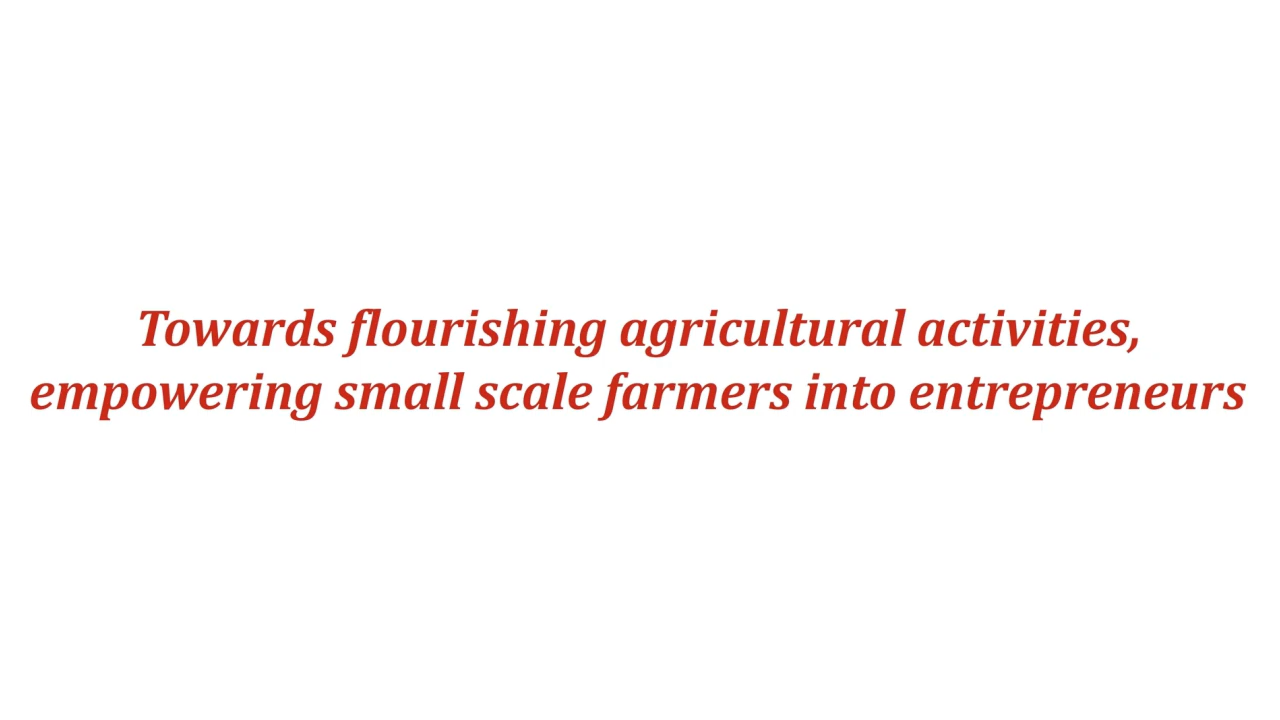 Towards flourishing agricultural activities,
empowering small scale farmers into entrepreneurs